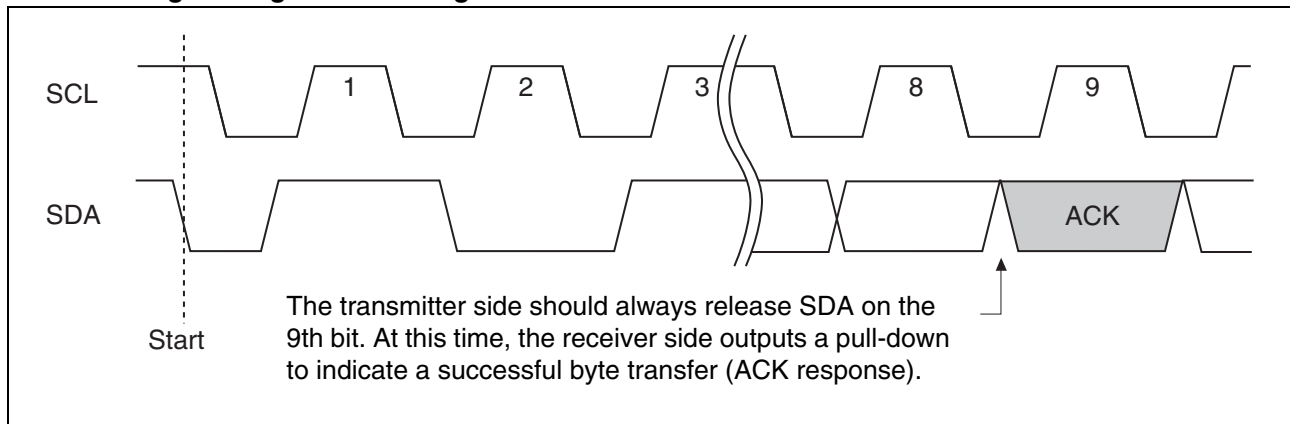 SCL
1
2
3
8
9
SDA
ACK
Start
The transmitter side should always release SDA on the
9th bit. At this time, the receiver side outputs a pull-down
to indicate a successful byte transfer (ACK response).